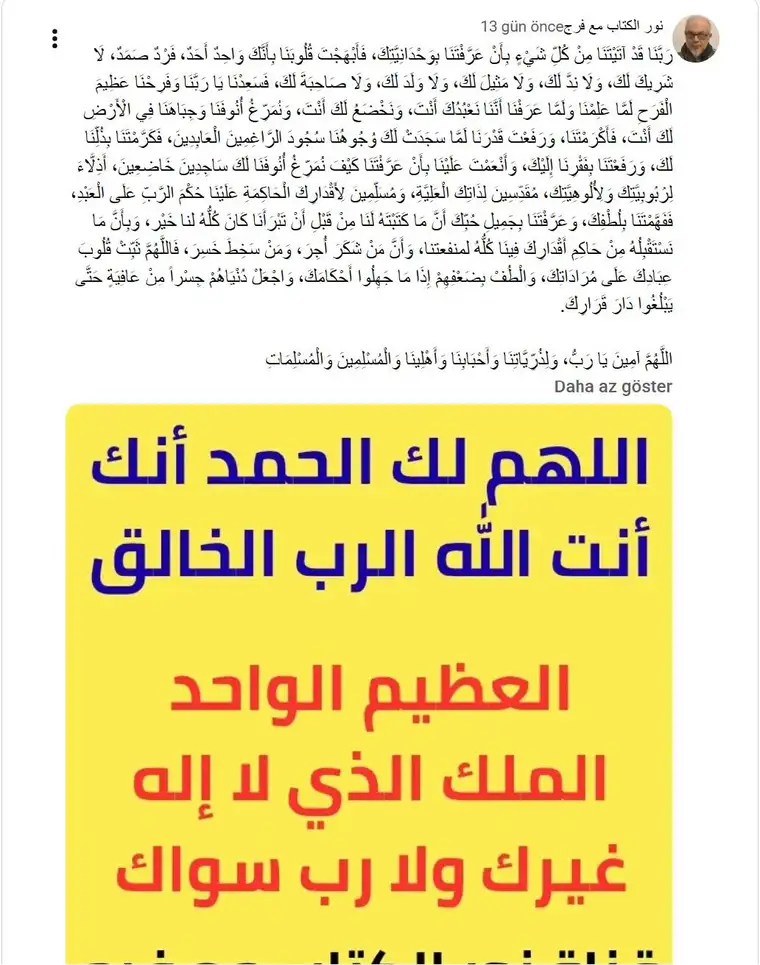 نور الكتاب مع فرج13 gün önce
رَبَّنَا قَدْ آتَيْتَنَا مِنْ كُلِّ شَيْءٍ بِأَنْ عَرَّفْتَنَا بِوَحْدَانِيَّتِكَ، فَأَبْهَجْتَ قُلُوبَنَا بِأَنَّكَ وَاحِدٌ أَحَدٌ، فَرْدٌ صَمَدٌ، لَا
شَرِيكَ لَكَ، وَلَا نِدَّ لَكَ، وَلَا مَثِيلَ لَكَ، وَلَا وَلَدَ لَكَ، وَلَا صَاحِبَةَ لَكَ، فَسَعِدْنَا يَا رَبَّنَا وَفَرِحْنَا عَظِيمَ
الْفَرَحِ لَمَّا عَلِمْنَا وَلَمَّا عَرَفْنَا أَنَّنَا نَعْبُدُكَ أَنْتَ، وَنَخْضَعُ لَكَ أَنْتَ، وَنُمَرِّغُ أُنُوفَنَا وَجِبَاهَنَا فِي الْأَرْضِ
لَكَ أَنْتَ، فَأَكْرَمْتَنَا، وَرَفَعْتَ قَدْرَنَا لَمَّا سَجَدَتْ لَكَ وُجُوهُنَا سُجُودَ الرَّاغِمِينَ الْعَابِدِينَ، فَكَرَّمْتَنَا بِذُلِّنَا
لَكَ، وَرَفَعْتَنَا بِفَقْرِنَا إِلَيْكَ، وَأَنْعَمْتَ عَلَيْنَا بِأَنْ عَرَّفْتَنَا كَيْفَ نُمَرِّغُ أُنُوفَنَا لَكَ سَاجِدِينَ خَاضِعِينَ، أَذِلَّاءَ
لِرُبُوبِيَّتِكَ وَلِأُلُوهِيَّتِكَ، مُقَدِّسِينَ لِذَاتِكَ الْعَلِيَّةِ، وَمُسَلِّمِينَ لِأَقْدَارِكَ الْحَاكِمَةِ عَلَيْنَا حُكْمَ الرَّبِّ عَلَى الْعَبْدِ،
فَفَهَّمْتَنَا بِلُطْفِكَ، وَعَرَّفْتَنَا بِجَمِيلِ حُبِّكَ أَنَّ مَا كَتَبْتَهُ لَنَا مِنْ قَبْلِ أَنْ تَبْرَأَنَا كَانَ كُلُّهُ لنا خَيْر، وَبِأَنَّ مَا
نَسْتَقْبِلُهُ مِنْ حَاكِمِ أَقْدَارِكَ فِينَا كُلُّهُ لمنفعتنا، وَأَنَّ مَنْ شَكَرَ أُجِرَ، وَمَنْ سَخِطَ خَسِرَ، فَاللَّهُمَّ ثَبِّتْ قُلُوبَ
عِبَادِكَ عَلَى مُرَادَاتِكَ، وَالْطُفْ بِضَعْفِهِمْ إِذَا مَا جَهِلُوا أَحْكَامَكَ، وَاجْعَلْ دُنْيَاهُمْ جِسْراً مِنْ عَافِيَةٍ حَتَّى
يَبْلُغُوا دَارَ قَرَارِكَ.
اللَّهُمَّ آمِينَ يَا رَبُّ، وَلِذُرِّيَّاتِنَا وَأَحْبَابِنَا وَأَهْلِينَا وَالْمُسْلِمِينَ وَالْمُسْلِمَاتِ
Daha az göster
اللهم لك الحمد أنك
أنت الله الرب الخالق
العظيم الواحد
الملك الذي لا إله
غيرك ولا رب سواك